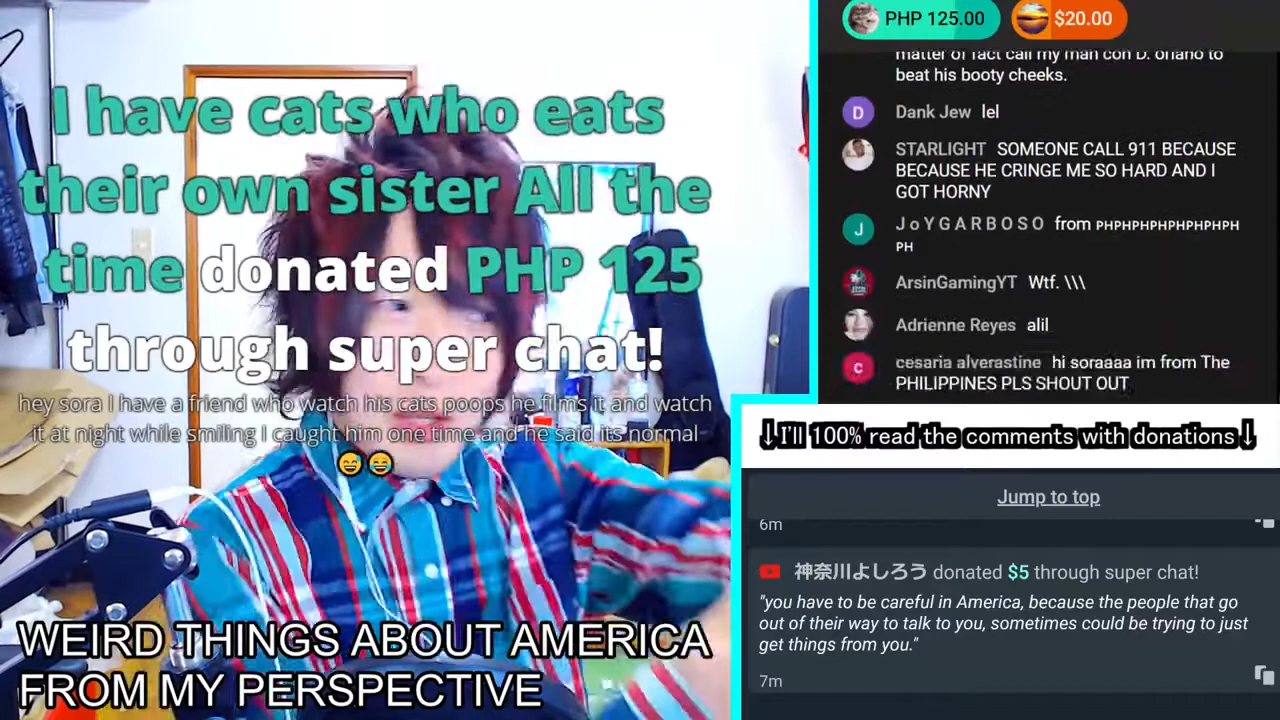 I have cats who eats
their own sister All the
time donated PHP 125
through super chat!
hey sora I have a friend who watch his cats poops he films it and watch
it at night while smiling I caught him one time and he said its normal
😅😂
WEIRD THINGS ABOUT AMERICA
FROM MY PERSPECTIVE
PHP 125.00 $20.00
matter of fact call my man con D. oriano to
beat his booty cheeks.
D Dank Jew lel
STARLIGHT SOMEONE CALL 911 BECAUSE
BECAUSE HE CRINGE ME SO HARD AND I
GOT HORNY
J J o Y G A R B O S O from PHPHPHPHPHPHPHPH
PH
ArsinGamingYT Wtf. \\\
Adrienne Reyes alil
C cesaria alverastine hi soraaaa im from The
PHILIPPINES PLS SHOUT OUT
↓I'll 100% read the comments with donations↓
Jump to top
6m
神奈川よしろう donated $5 through super chat!
"you have to be careful in America, because the people that go
out of their way to talk to you, sometimes could be trying to just
get things from you."
7m